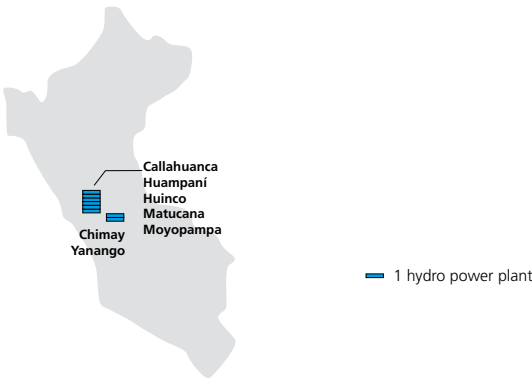 Callahuanca
Huampaní
Huinco
Matucana
Moyopampa
Chimay
Yanango
1 hydro power plant